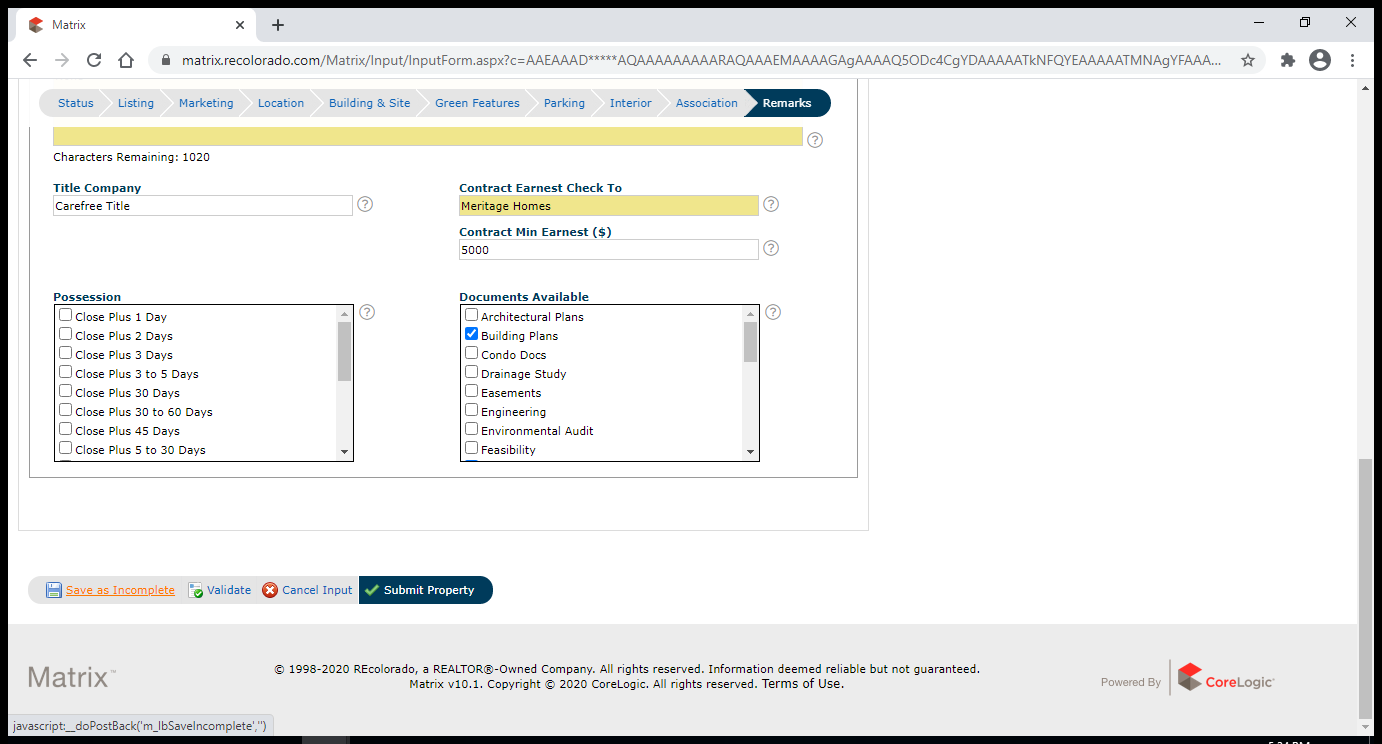 Matrix
matrix.recolorado.com/Matrix/Input/InputForm.aspx?c=AAEAAAD*****AQAAAAAAAAARAQAAAEMAAAAGAgAAAAQ5ODc4CgYDAAAAATkNFQYEAAAAATMNAgYFAAA...
Status Listing Marketing Location Building & Site Green Features Parking Interior Association Remarks
Characters Remaining: 1020
Title Company Contract Earnest Check To
Carefree Title Meritage Homes
Contract Min Earnest ($)
5000
Possession Documents Available
Close Plus 1 Day Architectural Plans
Close Plus 2 Days Building Plans
Close Plus 3 Days Condo Docs
Close Plus 3 to 5 Days Drainage Study
Close Plus 30 Days Easements
Close Plus 30 to 60 Days Engineering
Close Plus 45 Days Environmental Audit
Close Plus 5 to 30 Days Feasibility
Save as Incomplete Validate Cancel Input Submit Property
© 1998-2020 REcolorado, a REALTOR®-Owned Company. All rights reserved. Information deemed reliable but not guaranteed.
Matrix™ Matrix v10.1. Copyright © 2020 CoreLogic. All rights reserved. Terms of Use. Powered By CoreLogic
javascript:__doPostBack('m_lbSaveIncomplete','')